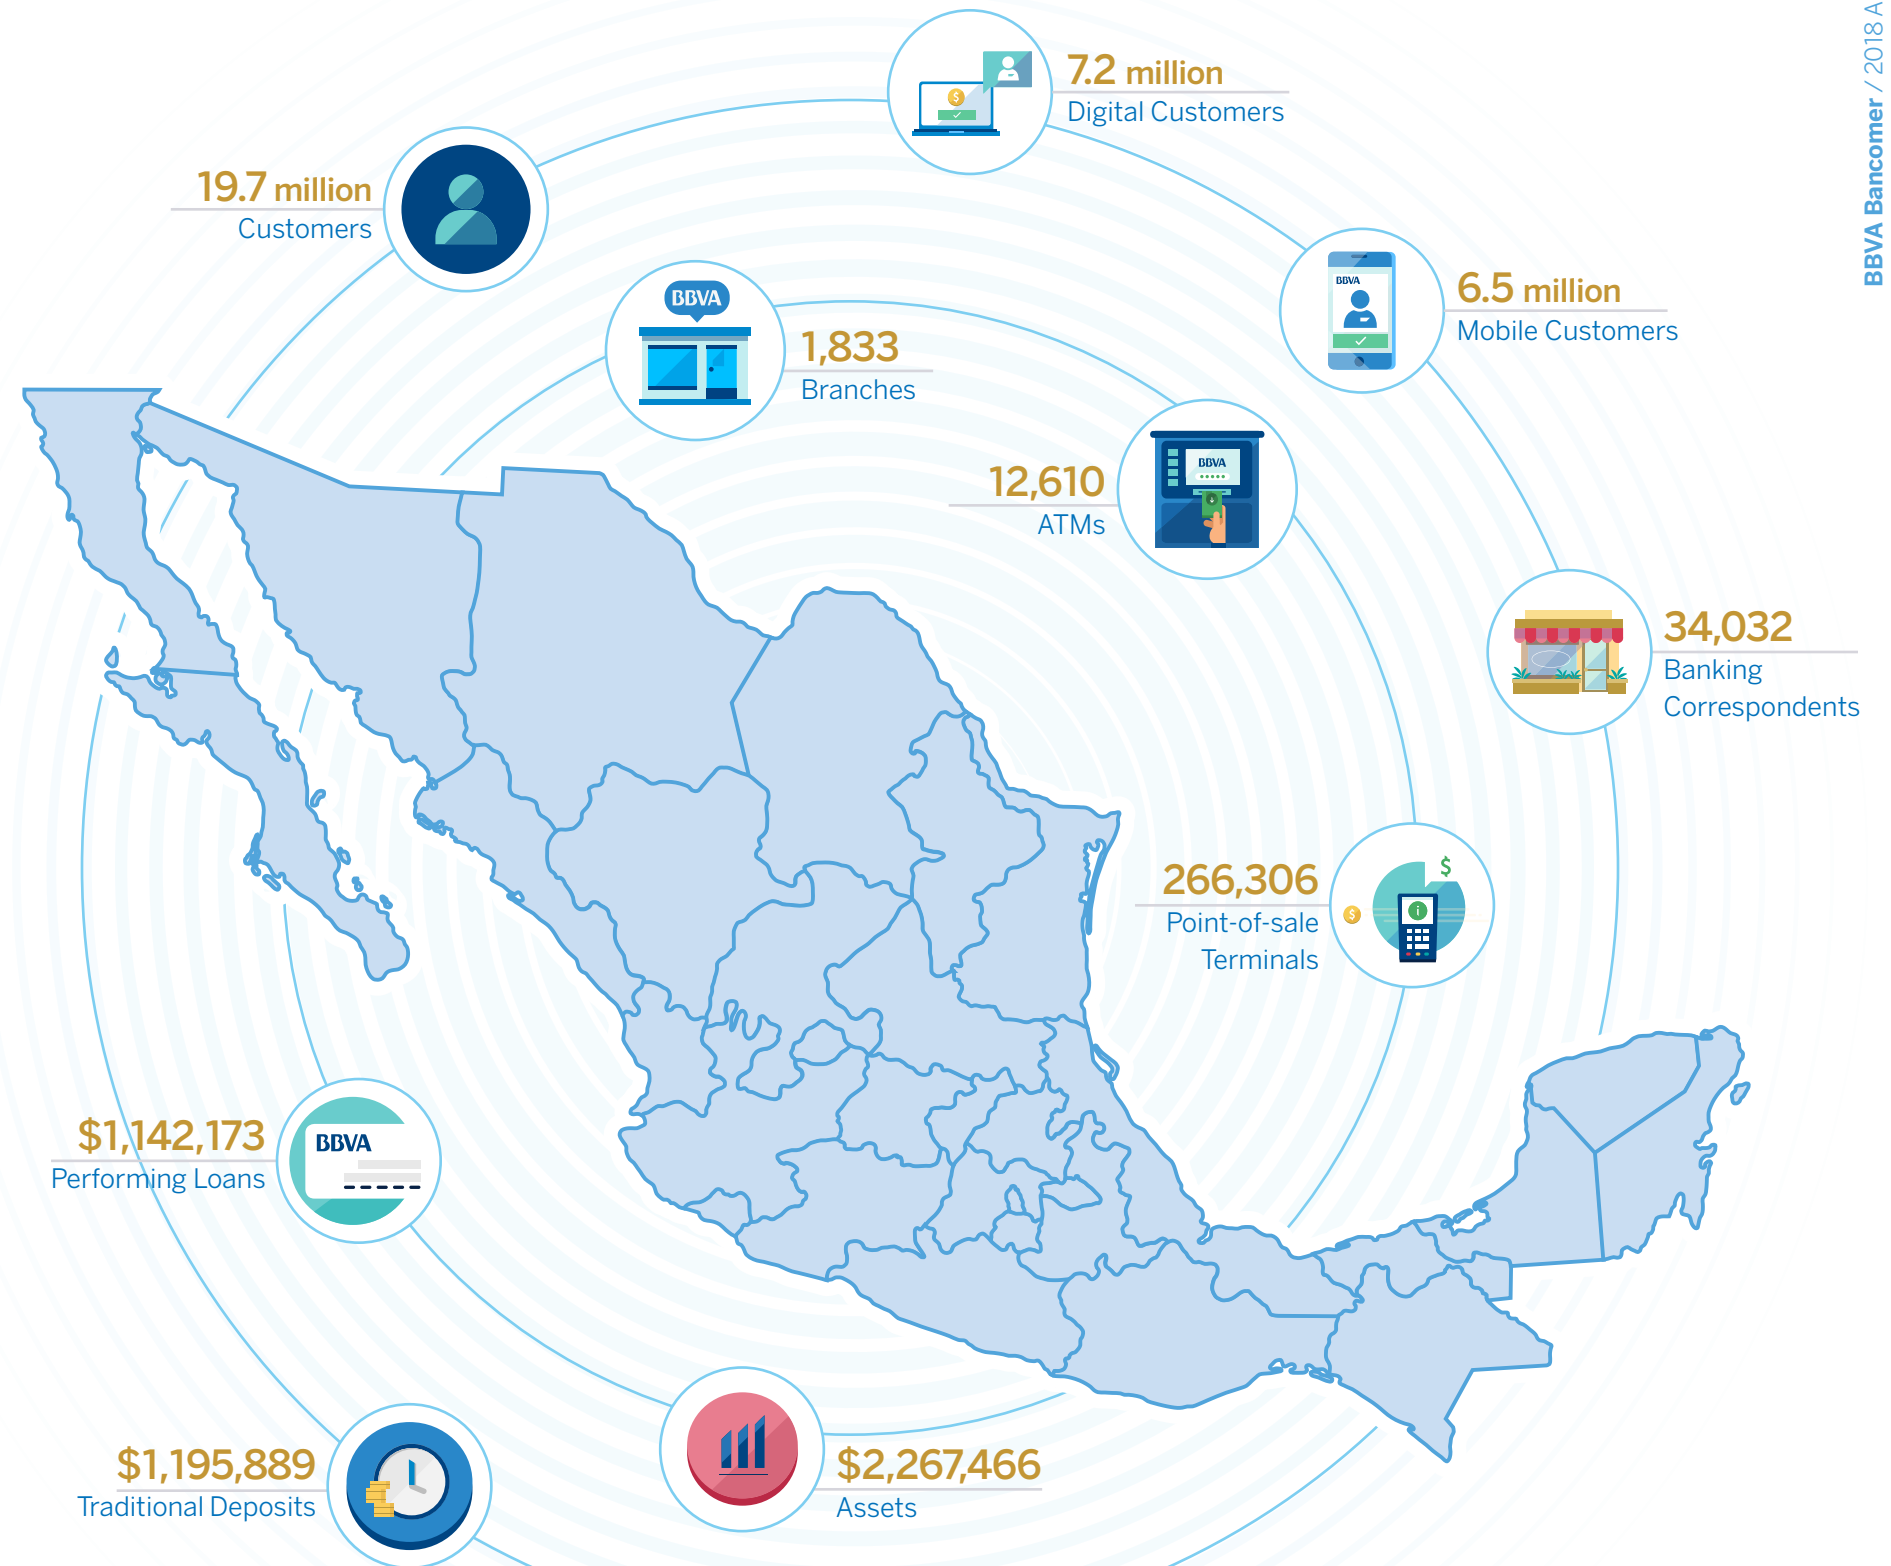 BBVA Bancomer / 2018 A
7.2 million
Digital Customers
19.7 million
Customers
BBVA
6.5 million
Mobile Customers
BBVA
1,833
Branches
BBVA
12,610
ATMs
34,032
Banking
Correspondents
$
$
i
266,306
Point-of-sale
Terminals
$1,142,173
Performing Loans
BBVA
$1,195,889
Traditional Deposits
$2,267,466
Assets
$